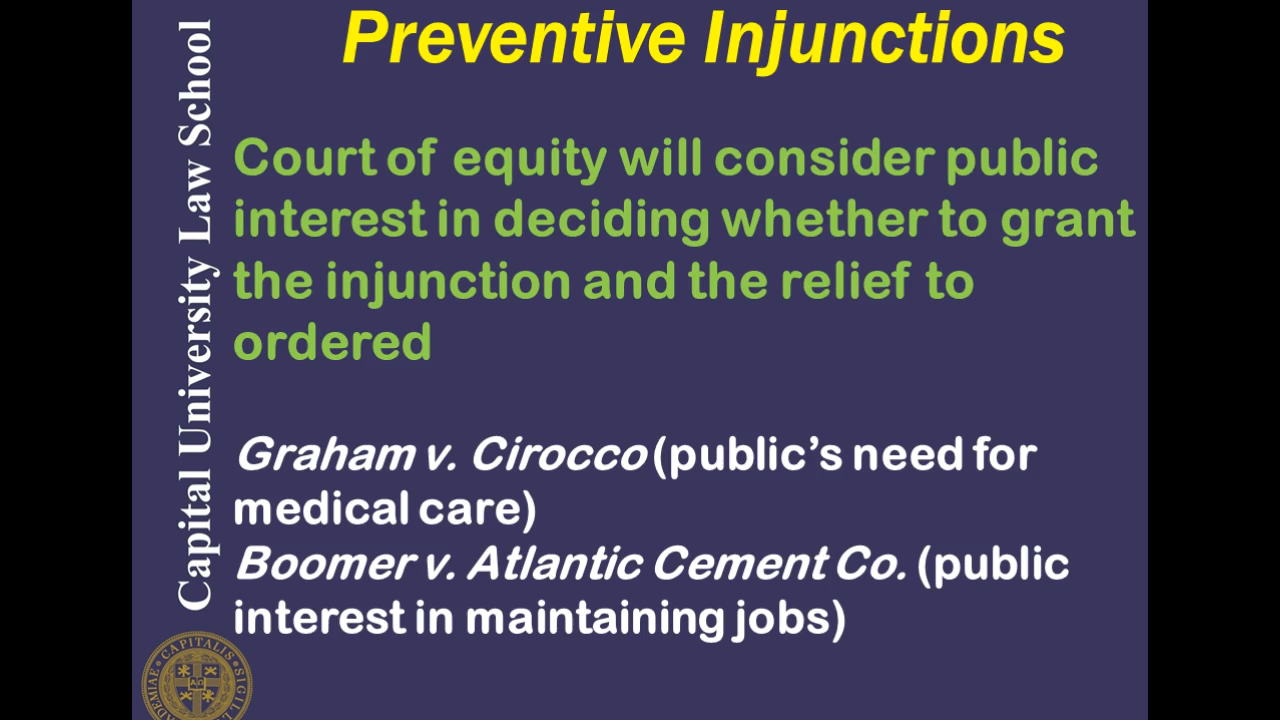 Preventive Injunctions
Capital University Law School
Court of equity will consider public
interest in deciding whether to grant
the injunction and the relief to
ordered
Graham v. Cirocco (public’s need for
medical care)
Boomer v. Atlantic Cement Co. (public
interest in maintaining jobs)
CAPITALIS